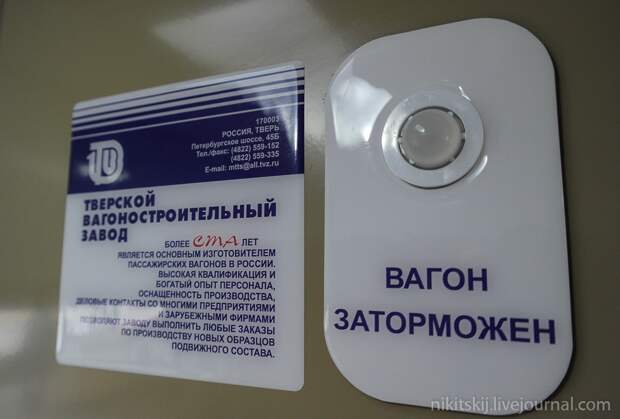 170003
РОССИЯ, ТВЕРЬ
Петербургское шоссе, 45Б
Тел./факс: (4822) 559-152
(4822) 559-335
E-mail: mtts@all.tvz.ru
ТВЕРСКОЙ
ВАГОНОСТРОИТЕЛЬНЫЙ
ЗАВОД
БОЛЕЕ СТА ЛЕТ
ЯВЛЯЕТСЯ ОСНОВНЫМ ИЗГОТОВИТЕЛЕМ
ПАССАЖИРСКИХ ВАГОНОВ В РОССИИ.
ВЫСОКАЯ КВАЛИФИКАЦИЯ И
БОГАТЫЙ ОПЫТ ПЕРСОНАЛА,
ОСНАЩЕННОСТЬ ПРОИЗВОДСТВА,
ДЕЛОВЫЕ КОНТАКТЫ СО МНОГИМИ ПРЕДПРИЯТИЯМИ
И ЗАРУБЕЖНЫМИ ФИРМАМИ
ПОЗВОЛЯЮТ ЗАВОДУ ВЫПОЛНИТЬ ЛЮБЫЕ ЗАКАЗЫ
ПО ПРОИЗВОДСТВУ НОВЫХ ОБРАЗЦОВ
ПОДВИЖНОГО СОСТАВА.
ВАГОН
ЗАТОРМОЖЕН
nikitskij.livejournal.com